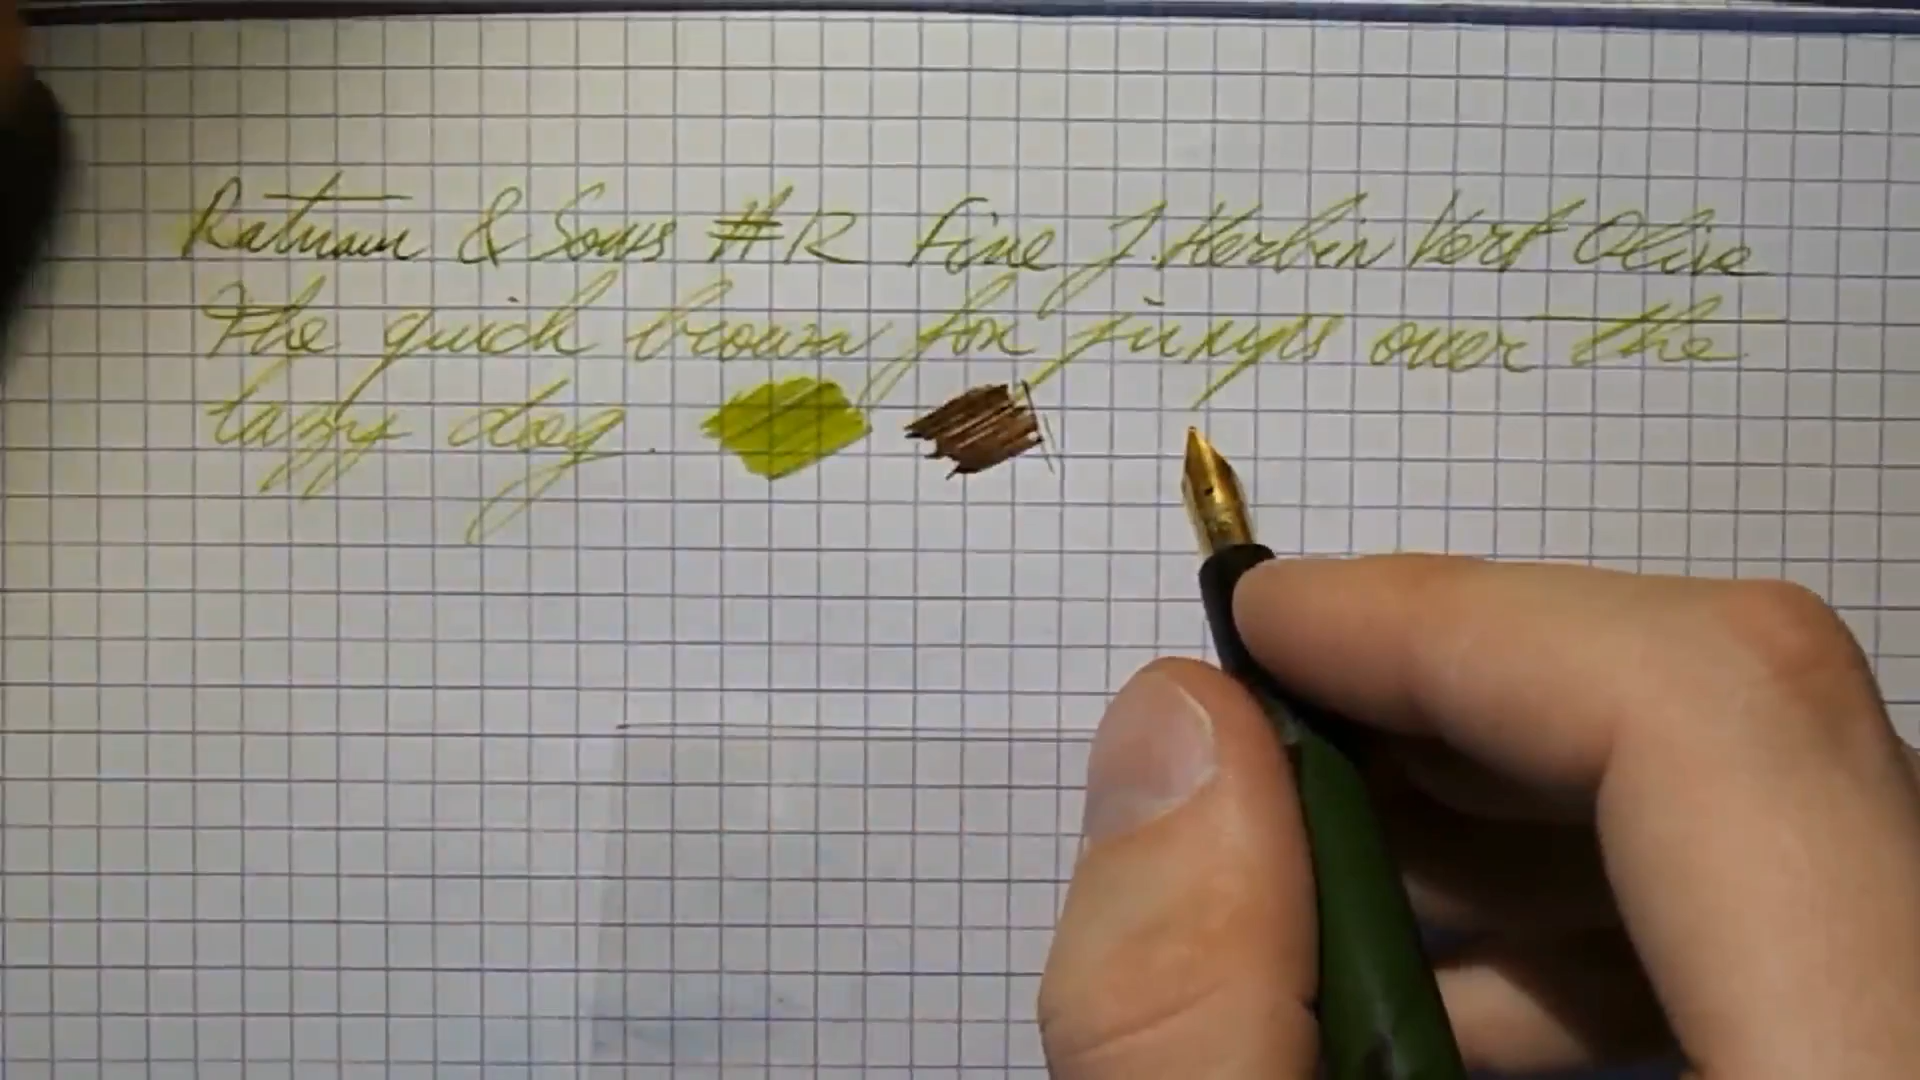 Ratnam & Sons #12 Fine J. Herbin Vert Olive
The quick brown fox jumps over the
lazy dog.